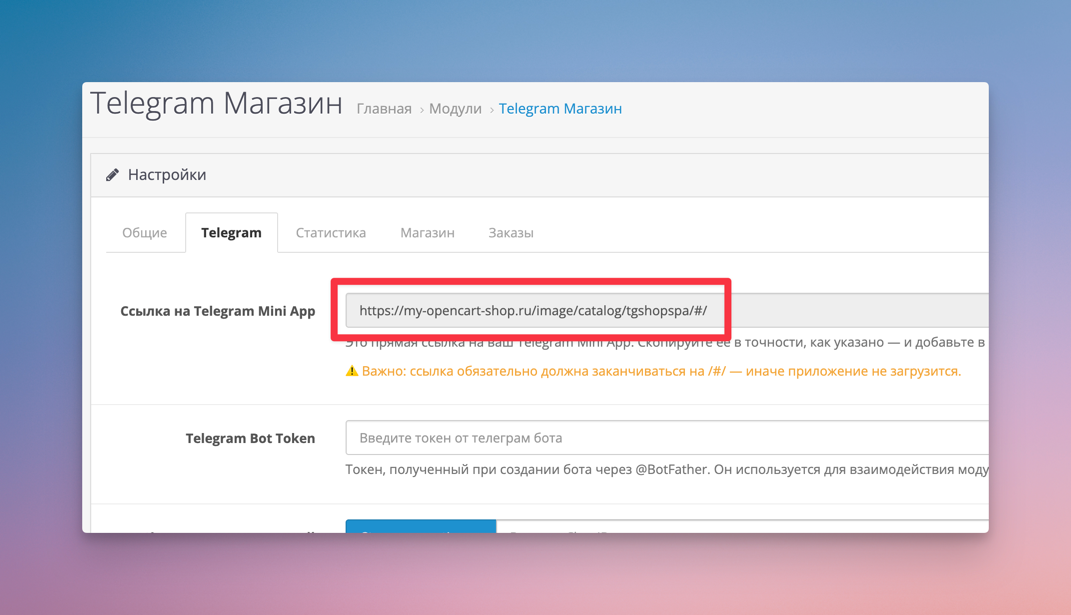 Telegram Магазин Главная › Модули › Telegram Магазин
Настройки
Общие Telegram Статистика Магазин Заказы
Ссылка на Telegram Mini App https://my-opencart-shop.ru/image/catalog/tgshopspa/#/
Это прямая ссылка на ваш Telegram Mini App. Скопируйте её в точности, как указано — и добавьте в
Важно: ссылка обязательно должна заканчиваться на /#/ — иначе приложение не загрузится.
Telegram Bot Token Введите токен от телеграм бота
Токен, полученный при создании бота через @BotFather. Он используется для взаимодействия моду